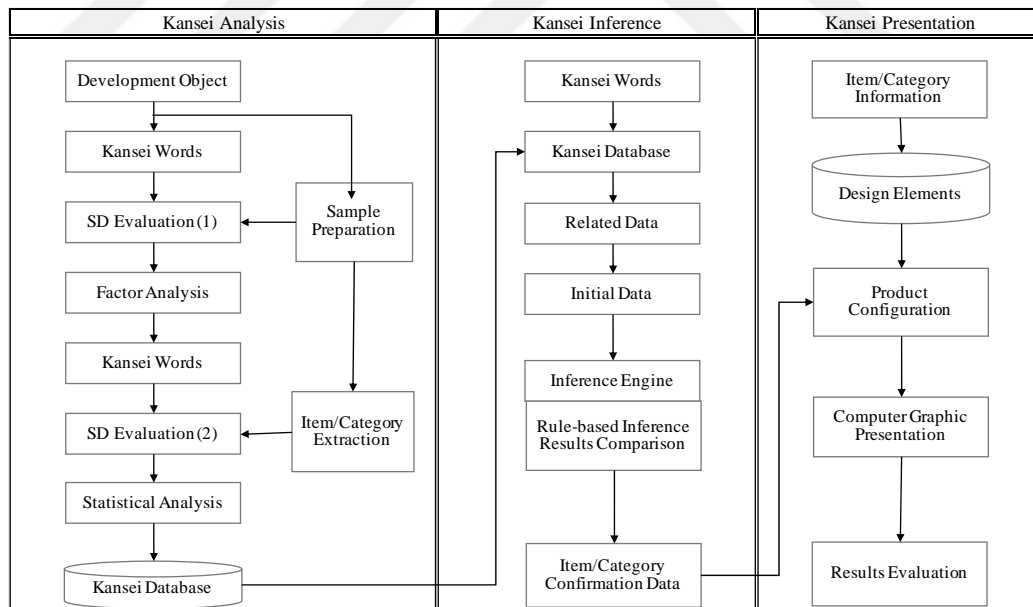 Kansei Analysis
Kansei Inference
Kansei Presentation
Development Object
Kansei Words
SD Evaluation (1)
Sample
Preparation
Factor Analysis
Kansei Words
SD Evaluation (2)
Item/Category
Extraction
Statistical Analysis
Kansei Database
Kansei Words
Kansei Database
Related Data
Initial Data
Inference Engine
Rule-based Inference
Results Comparison
Item/Category
Confirmation Data
Item/Category
Information
Design Elements
Product
Configuration
Computer Graphic
Presentation
Results Evaluation